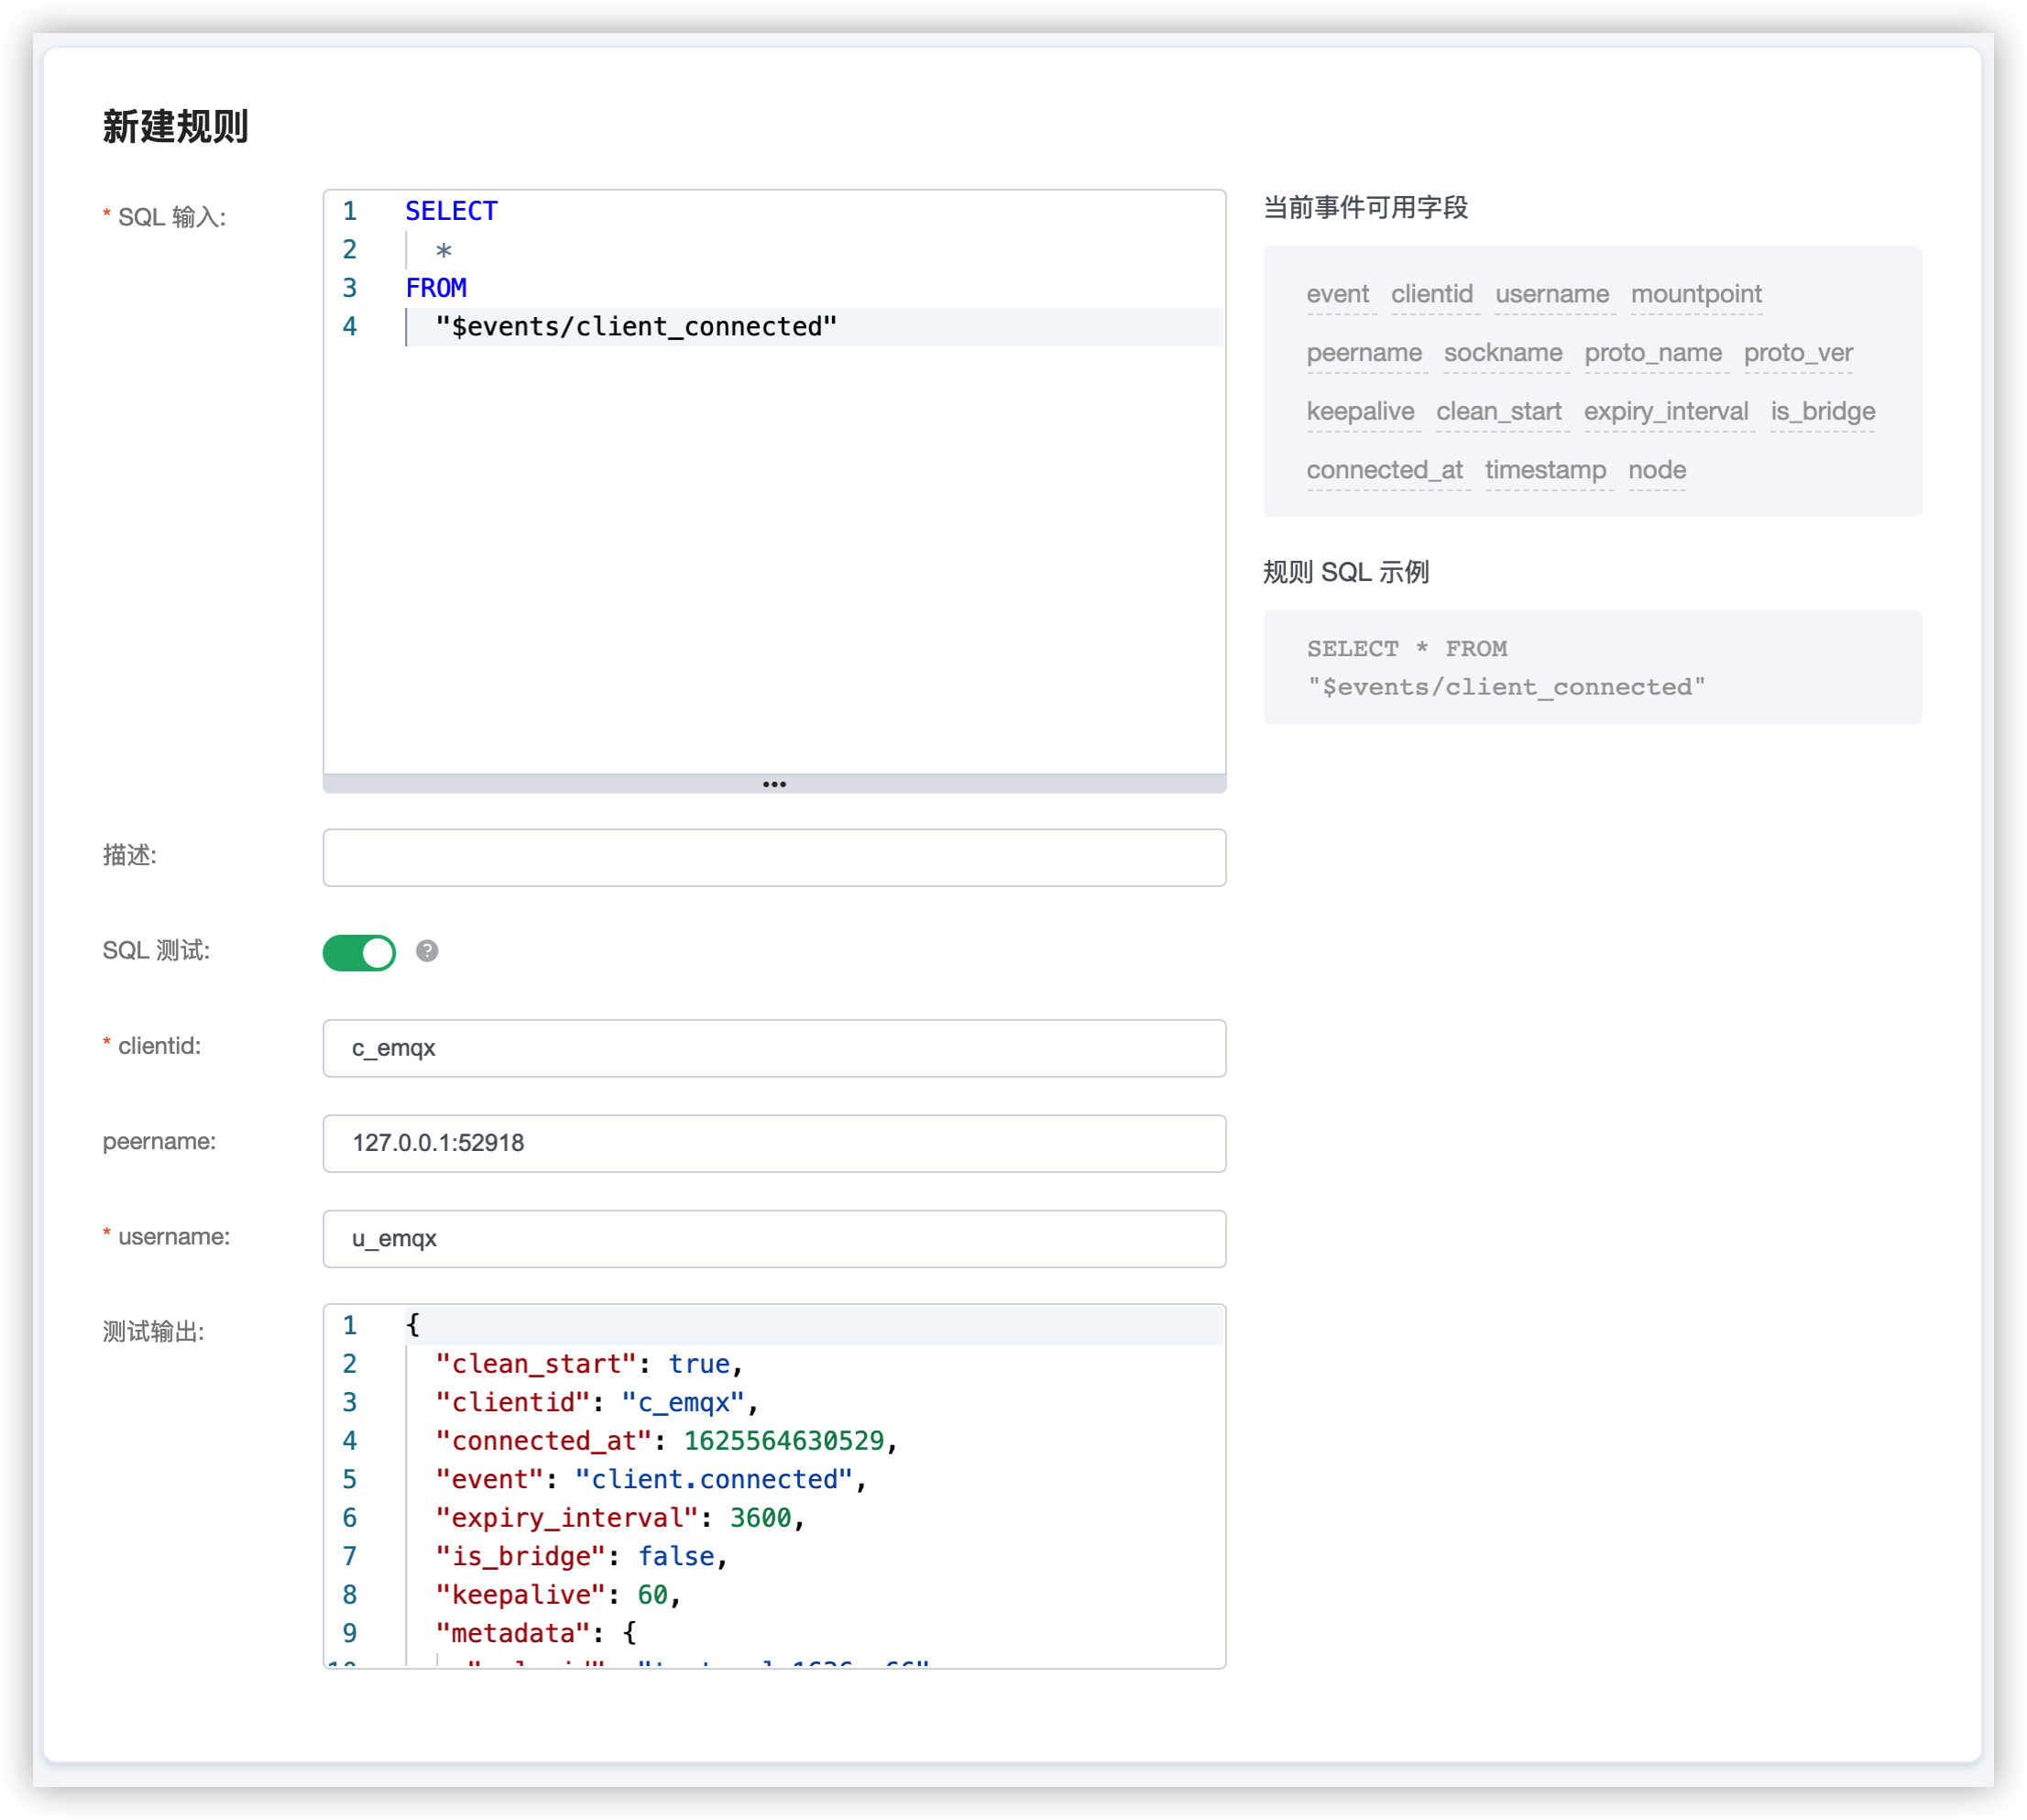 新建规则
* SQL 输入:
1 SELECT
2 *
3 FROM
4 "$events/client_connected"
当前事件可用字段
event clientid username mountpoint
peername sockname proto_name proto_ver
keepalive clean_start expiry_interval is_bridge
connected_at timestamp node
规则 SQL 示例
SELECT * FROM
"$events/client_connected"
描述:
SQL 测试: ?
* clientid: c_emqx
peername: 127.0.0.1:52918
* username: u_emqx
测试输出:
1 {
2 "clean_start": true,
3 "clientid": "c_emqx",
4 "connected_at": 1625564630529,
5 "event": "client.connected",
6 "expiry_interval": 3600,
7 "is_bridge": false,
8 "keepalive": 60,
9 "metadata": {